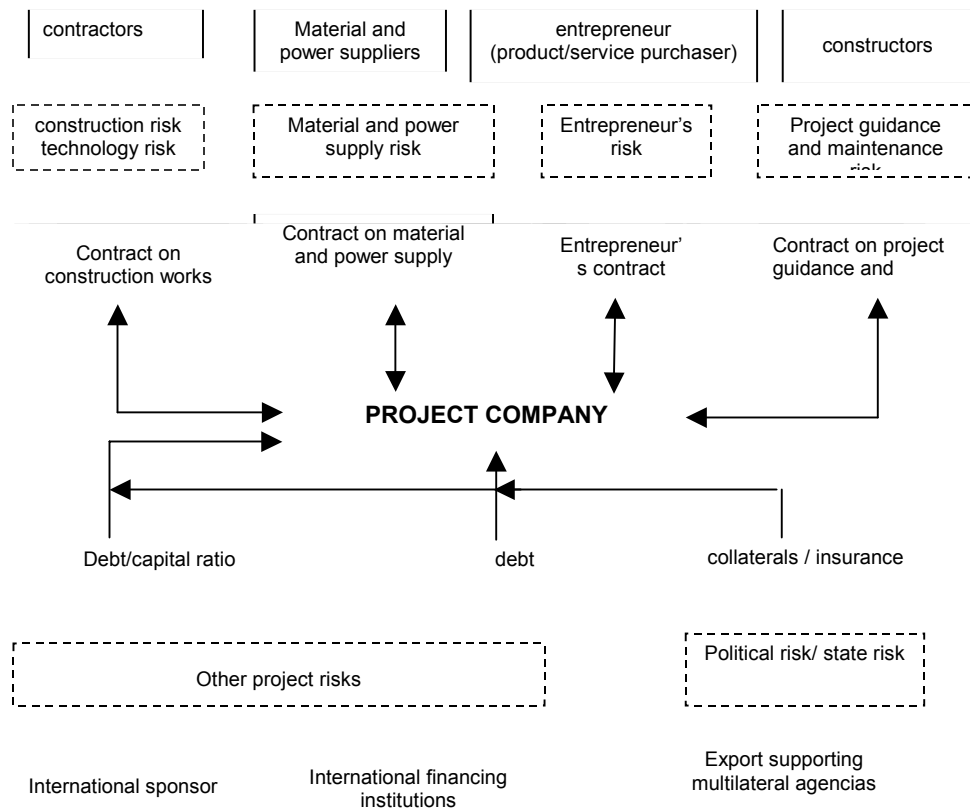 contractors
Material and
power suppliers
entrepreneur
(product/service purchaser)
constructors
construction risk
technology risk
Material and power
supply risk
Entrepreneur's
risk
Project guidance
and maintenance
Contract on
construction works
Contract on material
and power supply
Entrepreneur'
s contract
Contract on project
guidance and
PROJECT COMPANY
Debt/capital ratio
debt
collaterals / insurance
Other project risks
Political risk/ state risk
International sponsor
International financing
institutions
Export supporting
multilateral agencias